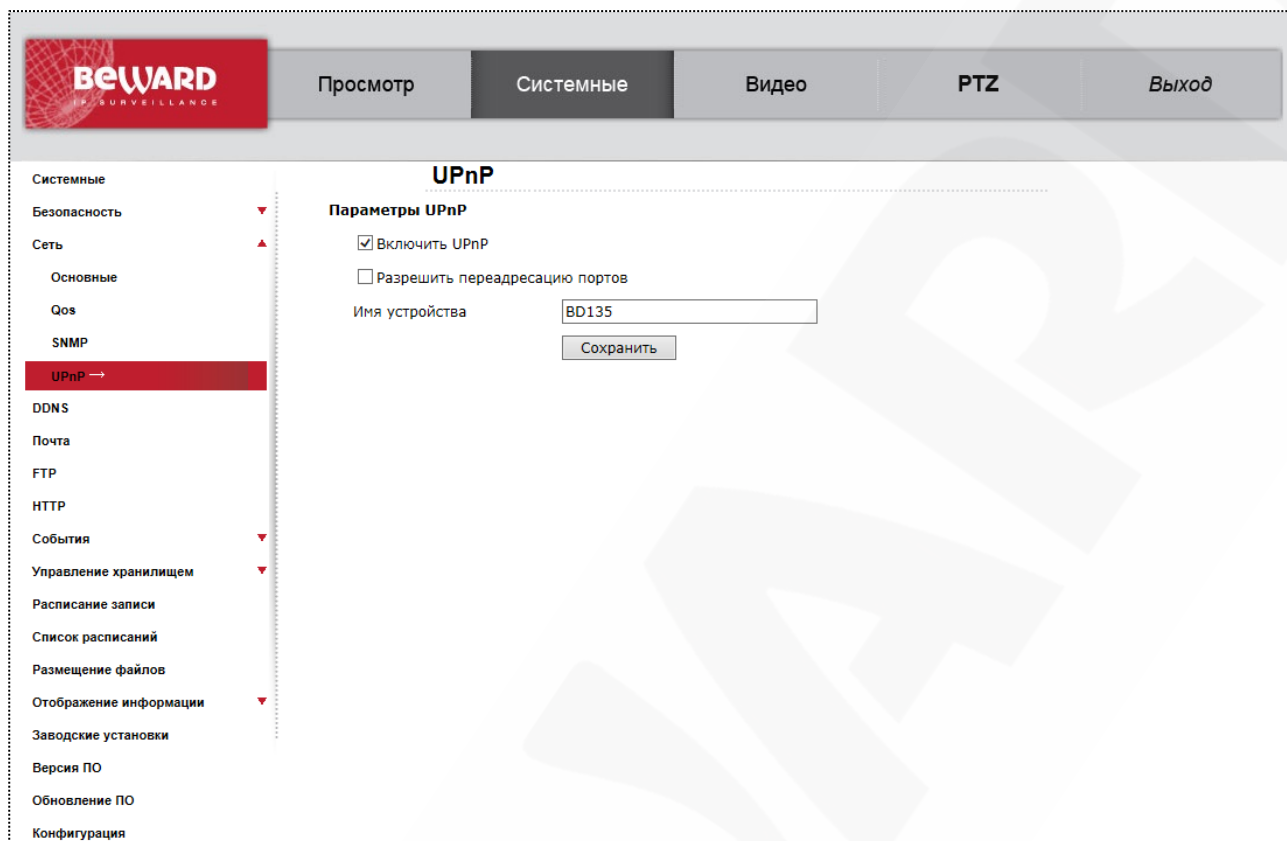 BEWARD
IP SURVEILLANCE
Просмотр
Системные
Видео
PTZ
Выход
Системные
Безопасность
Сеть
Основные
Qos
SNMP
UPnP →
DDNS
Почта
FTP
HTTP
События
Управление хранилищем
Расписание записи
Список расписаний
Размещение файлов
Отображение информации
Заводские установки
Версия ПО
Обновление ПО
Конфигурация
UPnP
Параметры UPnP
Включить UPnP
Разрешить переадресацию портов
Имя устройства BD135
Сохранить